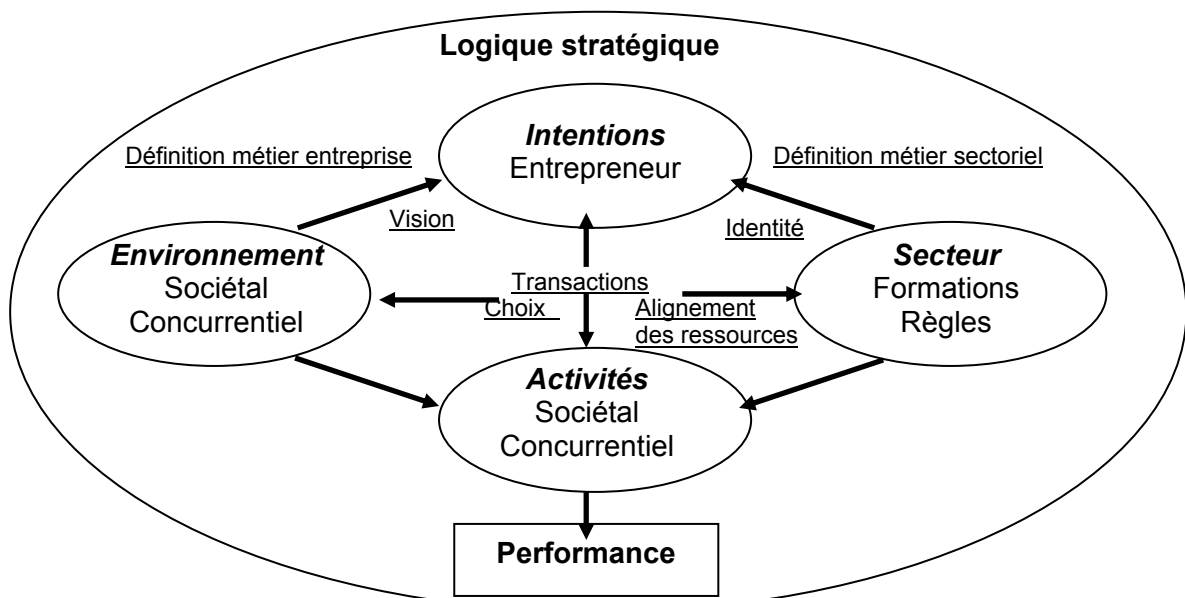 Logique stratégique
Intentions
Entrepreneur
Définition métier entreprise
Définition métier sectoriel
Vision
Identité
Environnement
Sociétal
Concurrentiel
Transactions
Choix
Alignement
des ressources
Secteur
Formations
Règles
Activités
Sociétal
Concurrentiel
Performance